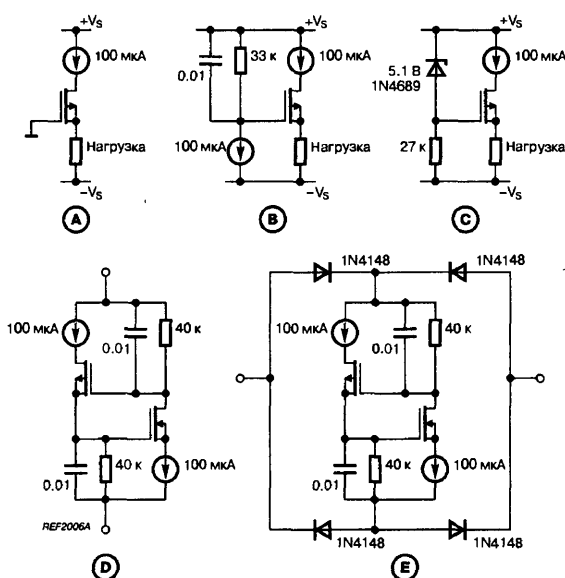 +VS
100 мкА
Нагрузка
−VS
A
+VS
0.01
33 к
100 мкА
100 мкА
Нагрузка
−VS
B
+VS
5.1 В
1N4689
100 мкА
27 к
Нагрузка
−VS
C
100 мкА
0.01
40 к
0.01
40 к
100 мкА
REF2006A
D
1N4148
1N4148
100 мкА
0.01
40 к
0.01
40 к
100 мкА
1N4148
1N4148
E